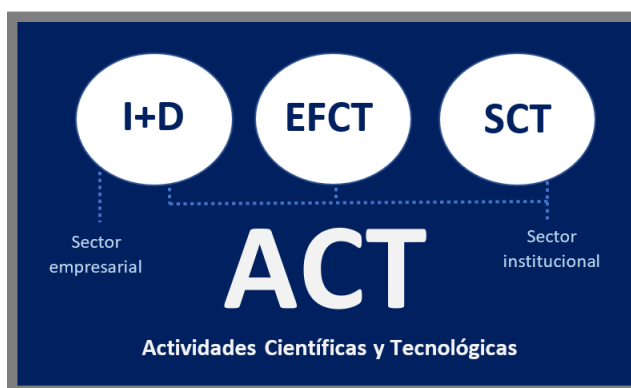 I+D
EFCT
SCT
Sector
empresarial
Sector
institucional
ACT
Actividades Científicas y Tecnológicas